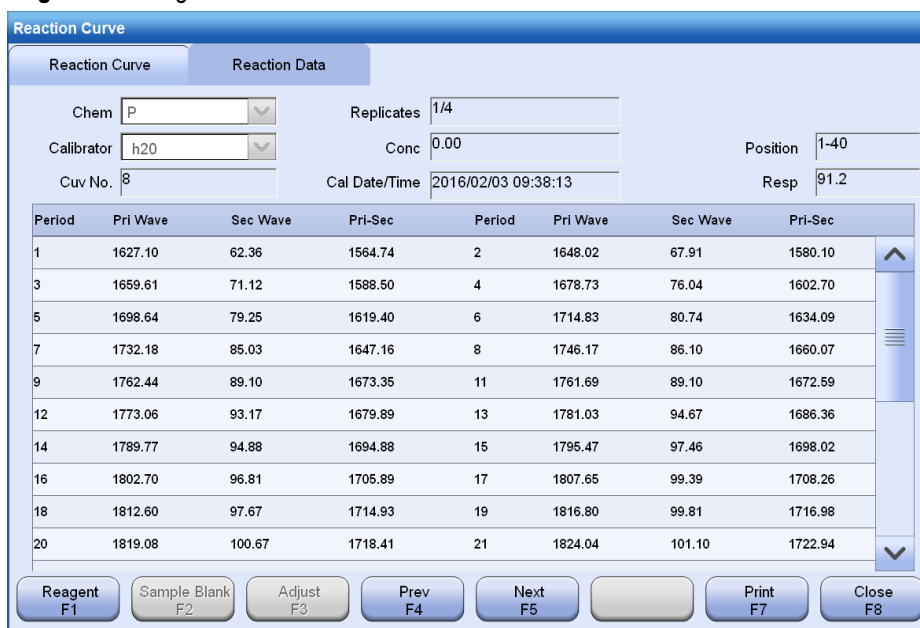 Reaction Curve
Reaction Curve Reaction Data
Chem P Replicates 1/4
Calibrator h20 Conc 0.00 Position 1-40
Cuv No. 8 Cal Date/Time 2016/02/03 09:38:13 Resp 91.2
Period Pri Wave Sec Wave Pri-Sec Period Pri Wave Sec Wave Pri-Sec
1 1627.10 62.36 1564.74 2 1648.02 67.91 1580.10
3 1659.61 71.12 1588.50 4 1678.73 76.04 1602.70
5 1698.64 79.25 1619.40 6 1714.83 80.74 1634.09
7 1732.18 85.03 1647.16 8 1746.17 86.10 1660.07
9 1762.44 89.10 1673.35 11 1761.69 89.10 1672.59
12 1773.06 93.17 1679.89 13 1781.03 94.67 1686.36
14 1789.77 94.88 1694.88 15 1795.47 97.46 1698.02
16 1802.70 96.81 1705.89 17 1807.65 99.39 1708.26
18 1812.60 97.67 1714.93 19 1816.80 99.81 1716.98
20 1819.08 100.67 1718.41 21 1824.04 101.10 1722.94
Reagent Sample Blank Adjust Prev Next Print Close
F1 F2 F3 F4 F5 F7 F8